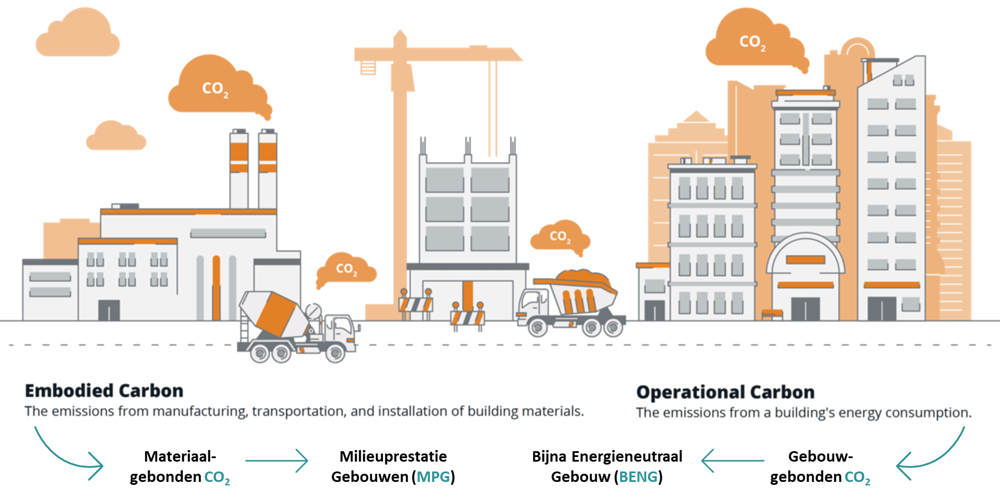 CO₂
CO₂
CO₂
CO₂
Embodied Carbon
The emissions from manufacturing, transportation, and installation of building materials.
Operational Carbon
The emissions from a building's energy consumption.
Materiaal-
gebonden CO₂
Milieuprestatie
Gebouwen (MPG)
Bijna Energieneutraal
Gebouw (BENG)
Gebouw-
gebonden CO₂